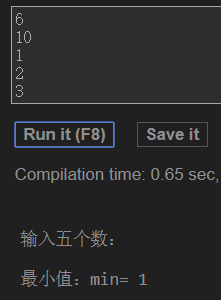 6
10
1
2
3
Run it (F8)
Save it
Compilation time: 0.65 sec,
输入五个数:
最小值: min= 1